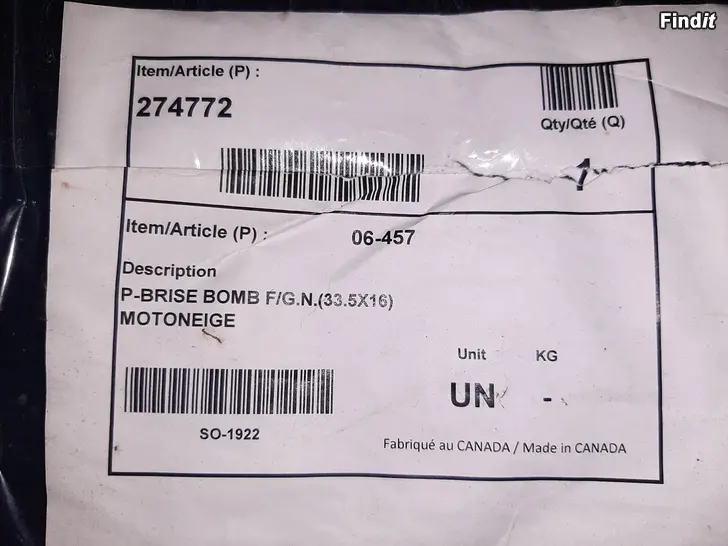 Findit
Item/Article (P) :
274772
Qty/Qté (Q)
1
Item/Article (P) : 06-457
Description
P-BRISE BOMB F/G.N.(33.5X16)
MOTONEIGE
Unit KG
UN -
SO-1922
Fabriqué au CANADA / Made in CANADA